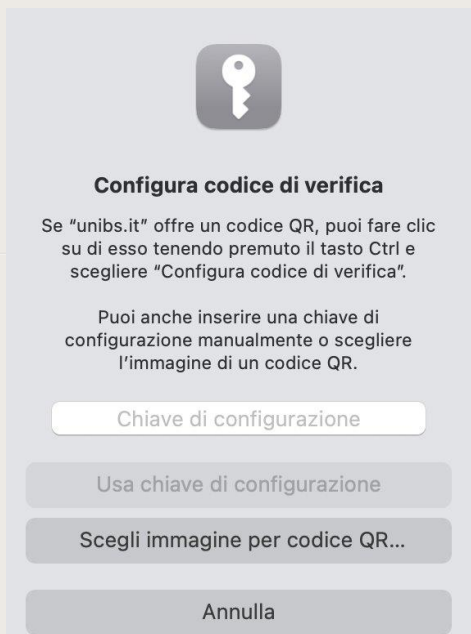 Configura codice di verifica
Se “unibs.it” offre un codice QR, puoi fare clic
su di esso tenendo premuto il tasto Ctrl e
scegliere “Configura codice di verifica”.
Puoi anche inserire una chiave di
configurazione manualmente o scegliere
l’immagine di un codice QR.
Chiave di configurazione
Usa chiave di configurazione
Scegli immagine per codice QR...
Annulla